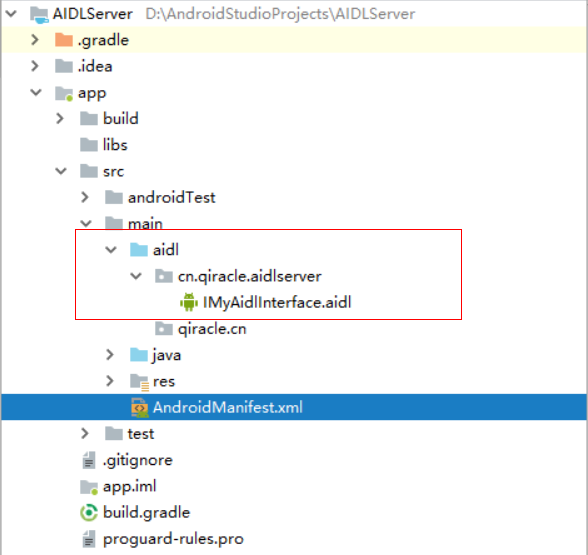 AIDLServer D:\AndroidStudioProjects\AIDLServer
.gradle
.idea
app
build
libs
src
androidTest
main
aidl
cn.qiracle.aidlserver
IMyAidlInterface.aidl
qiracle.cn
java
res
AndroidManifest.xml
test
.gitignore
app.iml
build.gradle
proguard-rules.pro